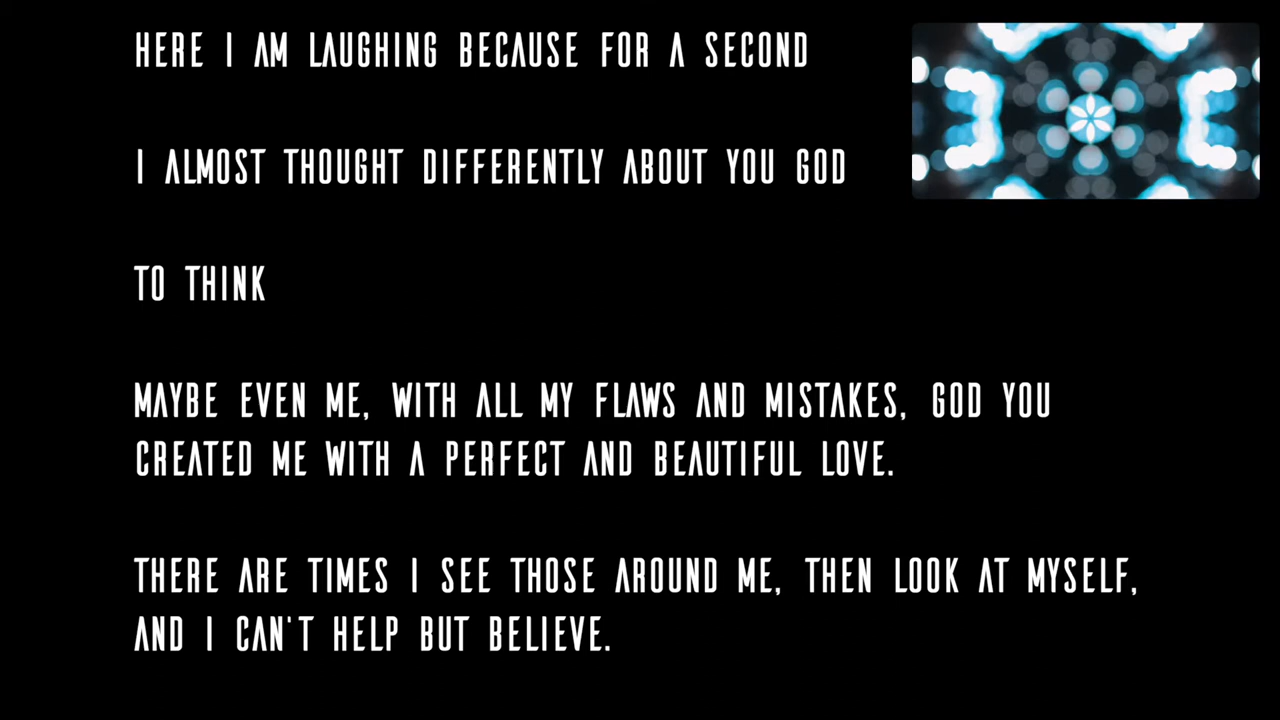 HERE I AM LAUGHING BECAUSE FOR A SECOND
I ALMOST THOUGHT DIFFERENTLY ABOUT YOU GOD
TO THINK
MAYBE EVEN ME, WITH ALL MY FLAWS AND MISTAKES, GOD YOU
CREATED ME WITH A PERFECT AND BEAUTIFUL LOVE.
THERE ARE TIMES I SEE THOSE AROUND ME, THEN LOOK AT MYSELF,
AND I CAN'T HELP BUT BELIEVE.